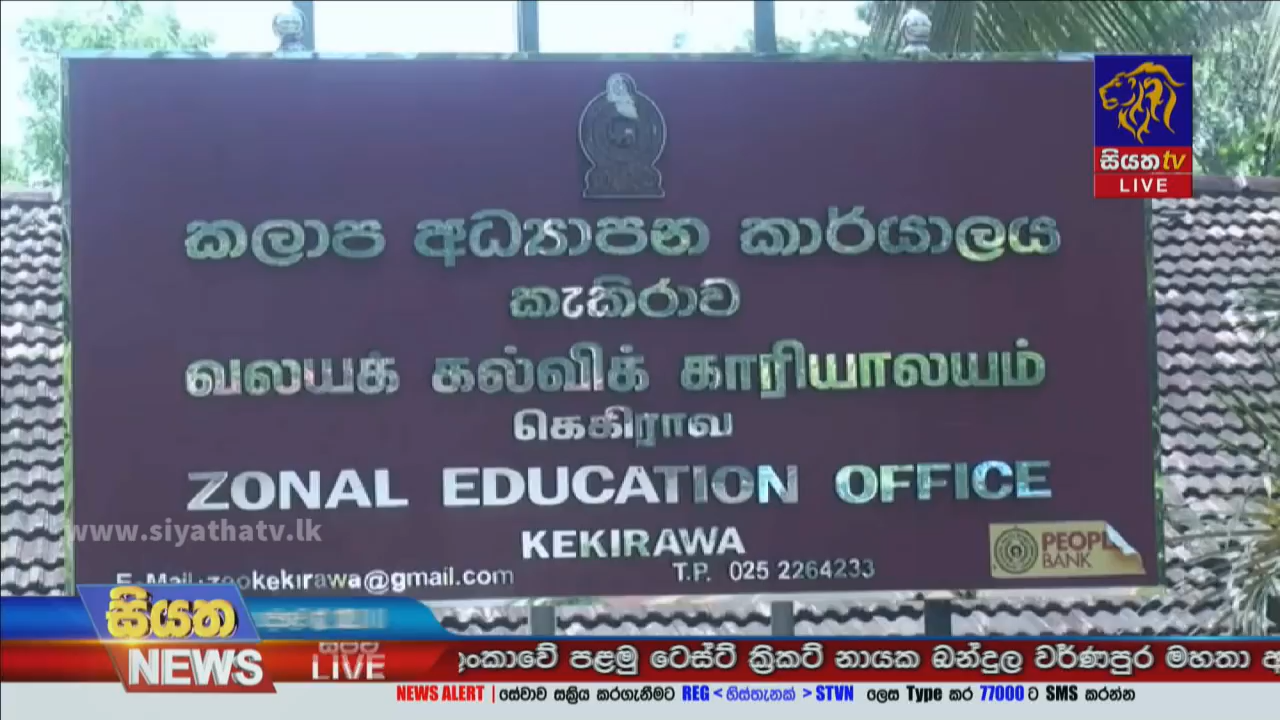 සියත tv
LIVE
කලාප අධ්‍යාපන කාර්යාලය
කැකිරාව
வலயக் கல்விக் காரியாலயம்
கெகிராவ
ZONAL EDUCATION OFFICE
KEKIRAWA
www.siyathatv.lk
PEOPL
BANK
E-Mail :zookekirawa@gmail.com
T.P. 025 2264233
සියත
NEWS
LIVE
පළමු ටෙස්ට් ක්‍රිකට් නායක බන්දුල වර්ණපුර මහතා
NEWS ALERT | සේවාව සක්‍රිය කරගැනීමට REG < හිස්තැනක් > STVN ලෙස Type කර 77000 ට SMS කරන්න